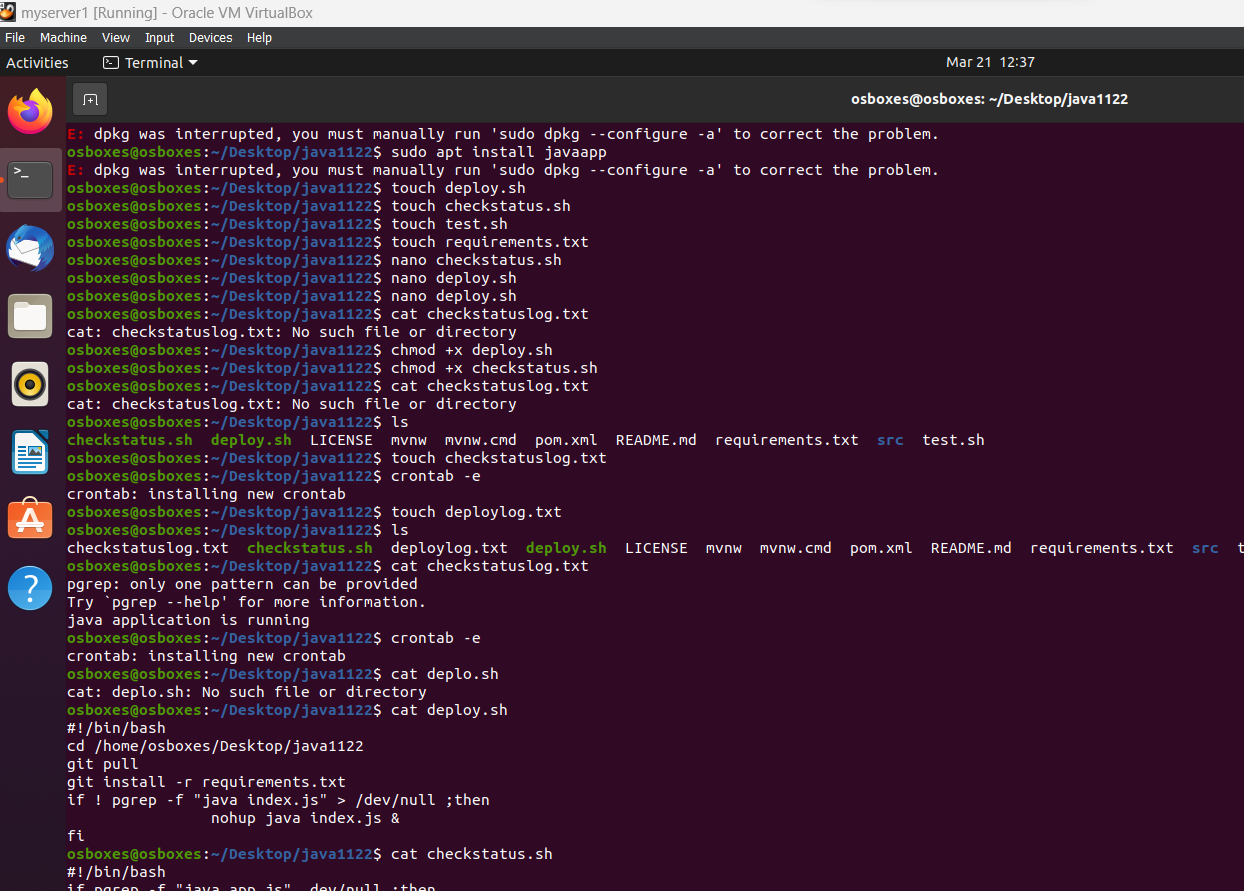 myserver1 [Running] - Oracle VM VirtualBox
File Machine View Input Devices Help
Activities Terminal Mar 21 12:37
osboxes@osboxes: ~/Desktop/java1122
E: dpkg was interrupted, you must manually run 'sudo dpkg --configure -a' to correct the problem.
osboxes@osboxes:~/Desktop/java1122$ sudo apt install javaapp
E: dpkg was interrupted, you must manually run 'sudo dpkg --configure -a' to correct the problem.
osboxes@osboxes:~/Desktop/java1122$ touch deploy.sh
osboxes@osboxes:~/Desktop/java1122$ touch checkstatus.sh
osboxes@osboxes:~/Desktop/java1122$ touch test.sh
osboxes@osboxes:~/Desktop/java1122$ touch requirements.txt
osboxes@osboxes:~/Desktop/java1122$ nano checkstatus.sh
osboxes@osboxes:~/Desktop/java1122$ nano deploy.sh
osboxes@osboxes:~/Desktop/java1122$ nano deploy.sh
osboxes@osboxes:~/Desktop/java1122$ cat checkstatuslog.txt
cat: checkstatuslog.txt: No such file or directory
osboxes@osboxes:~/Desktop/java1122$ chmod +x deploy.sh
osboxes@osboxes:~/Desktop/java1122$ chmod +x checkstatus.sh
osboxes@osboxes:~/Desktop/java1122$ cat checkstatuslog.txt
cat: checkstatuslog.txt: No such file or directory
osboxes@osboxes:~/Desktop/java1122$ ls
checkstatus.sh deploy.sh LICENSE mvnw mvnw.cmd pom.xml README.md requirements.txt src test.sh
osboxes@osboxes:~/Desktop/java1122$ touch checkstatuslog.txt
osboxes@osboxes:~/Desktop/java1122$ crontab -e
crontab: installing new crontab
osboxes@osboxes:~/Desktop/java1122$ touch deploylog.txt
osboxes@osboxes:~/Desktop/java1122$ ls
checkstatuslog.txt checkstatus.sh deploylog.txt deploy.sh LICENSE mvnw mvnw.cmd pom.xml README.md requirements.txt src t
osboxes@osboxes:~/Desktop/java1122$ cat checkstatuslog.txt
pgrep: only one pattern can be provided
Try `pgrep --help' for more information.
java application is running
osboxes@osboxes:~/Desktop/java1122$ crontab -e
crontab: installing new crontab
osboxes@osboxes:~/Desktop/java1122$ cat deplo.sh
cat: deplo.sh: No such file or directory
osboxes@osboxes:~/Desktop/java1122$ cat deploy.sh
#!/bin/bash
cd /home/osboxes/Desktop/java1122
git pull
git install -r requirements.txt
if ! pgrep -f "java index.js" > /dev/null ;then
nohup java index.js &
fi
osboxes@osboxes:~/Desktop/java1122$ cat checkstatus.sh
#!/bin/bash
if pgrep -f "java app.js" dev/null ;then